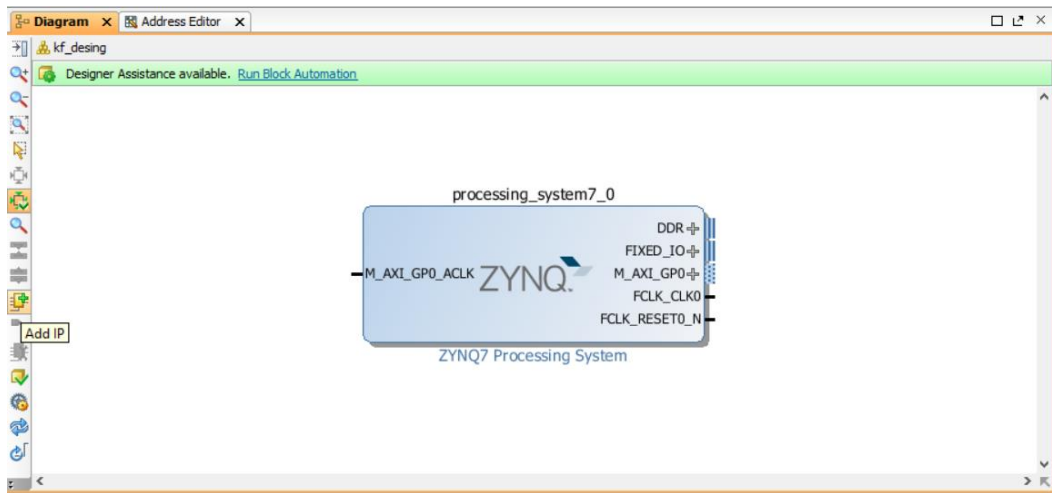 Diagram Address Editor
kf_desing
Designer Assistance available. Run Block Automation
processing_system7_0
DDR
FIXED_IO
M_AXI_GP0_ACLK ZYNQ. M_AXI_GP0
FCLK_CLK0
FCLK_RESET0_N
Add IP
ZYNQ7 Processing System